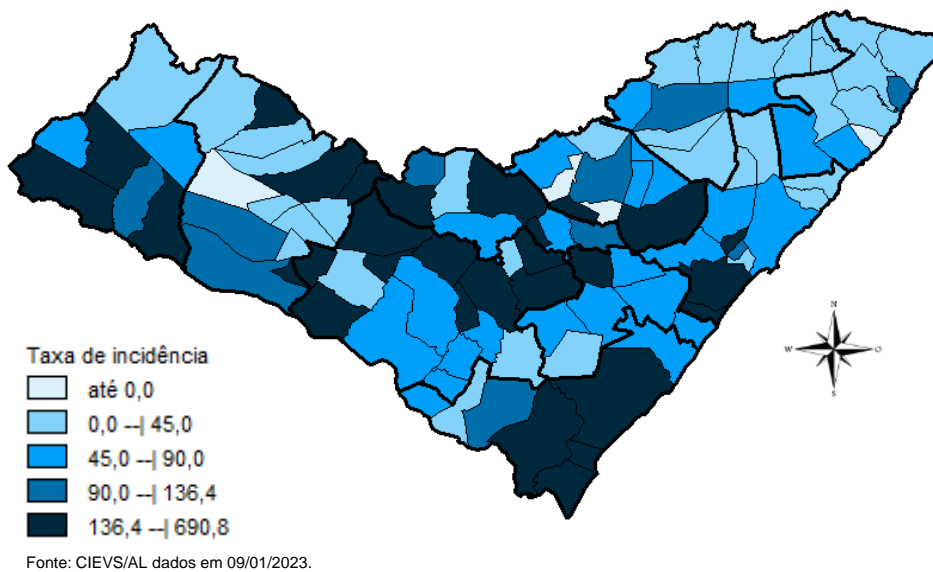 N
W
O
S
Taxa de incidência
até 0,0
0,0 --| 45,0
45,0 --| 90,0
90,0 --| 136,4
136,4 --| 690,8
Fonte: CIEVS/AL dados em 09/01/2023.